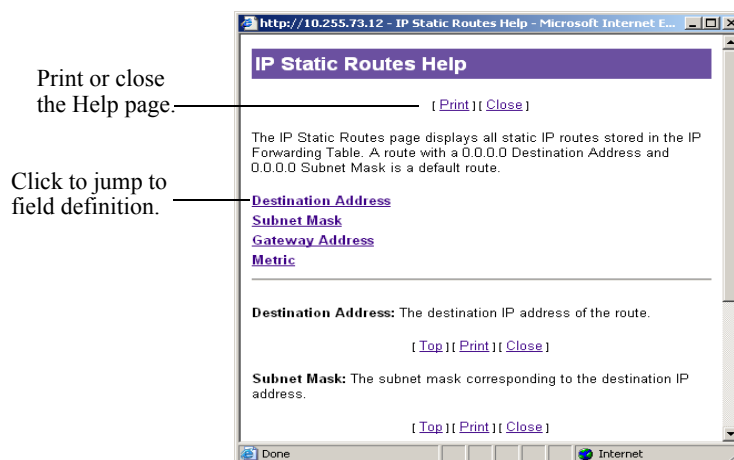 http://10.255.73.12 - IP Static Routes Help - Microsoft Internet E...
IP Static Routes Help
Print or close
the Help page.
[ Print ] [ Close ]
The IP Static Routes page displays all static IP routes stored in the IP
Forwarding Table. A route with a 0.0.0.0 Destination Address and
0.0.0.0 Subnet Mask is a default route.
Click to jump to
field definition.
Destination Address
Subnet Mask
Gateway Address
Metric
Destination Address: The destination IP address of the route.
[ Top ] [ Print ] [ Close ]
Subnet Mask: The subnet mask corresponding to the destination IP
address.
[ Top ] [ Print ] [ Close ]
Done
Internet